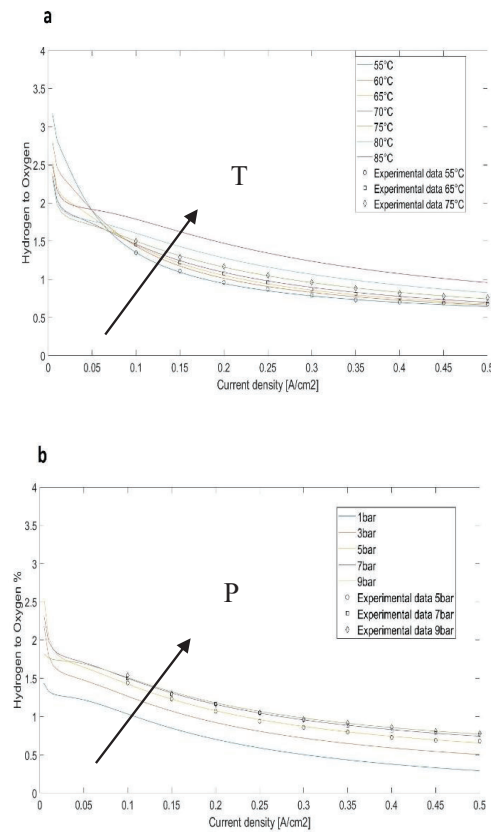 a
4
3.5
3
2.5
2
1.5
1
0.5
0
Hydrogen to Oxygen
T
55°C
60°C
65°C
70°C
75°C
80°C
85°C
Experimental data 55°C
Experimental data 65°C
Experimental data 75°C
0 0.05 0.1 0.15 0.2 0.25 0.3 0.35 0.4 0.45 0.5
Current density [A/cm2]
b
4
3.5
3
2.5
2
1.5
1
0.5
0
Hydrogen to Oxygen %
P
1bar
3bar
5bar
7bar
9bar
Experimental data 5bar
Experimental data 7bar
Experimental data 9bar
0 0.05 0.1 0.15 0.2 0.25 0.3 0.35 0.4 0.45 0.5
Current density [A/cm2]